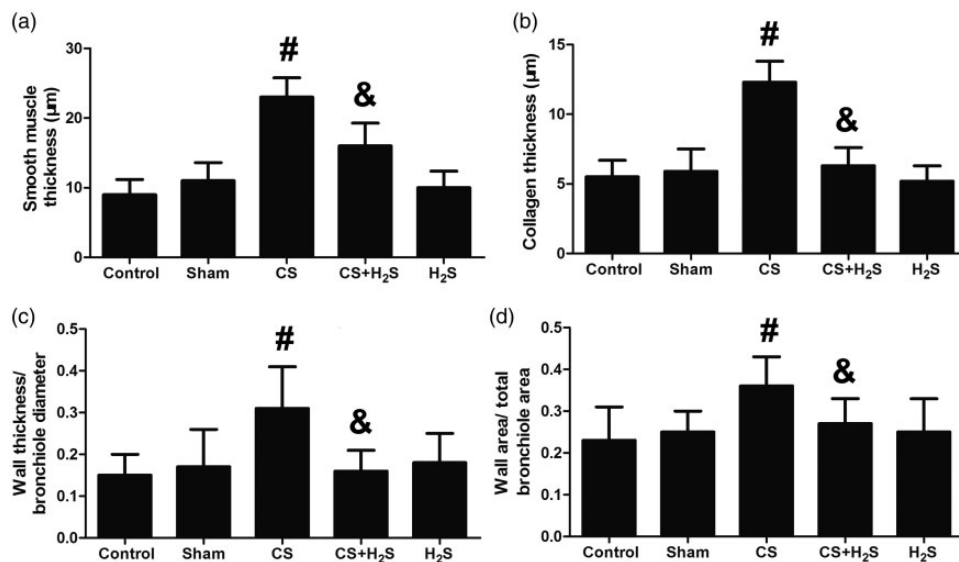 (a)
Smooth muscle
thickness (µm)
30
20
10
0
#
&
Control Sham CS CS+H₂S H₂S
(b)
Collagen thickness (µm)
15
10
5
0
#
&
Control Sham CS CS+H₂S H₂S
(c)
Wall thickness/
bronchiole diameter
0.5
0.4
0.3
0.2
0.1
0.0
#
&
Control Sham CS CS+H₂S H₂S
(d)
Wall area/ total
bronchiole area
0.5
0.4
0.3
0.2
0.1
0.0
#
&
Control Sham CS CS+H₂S H₂S